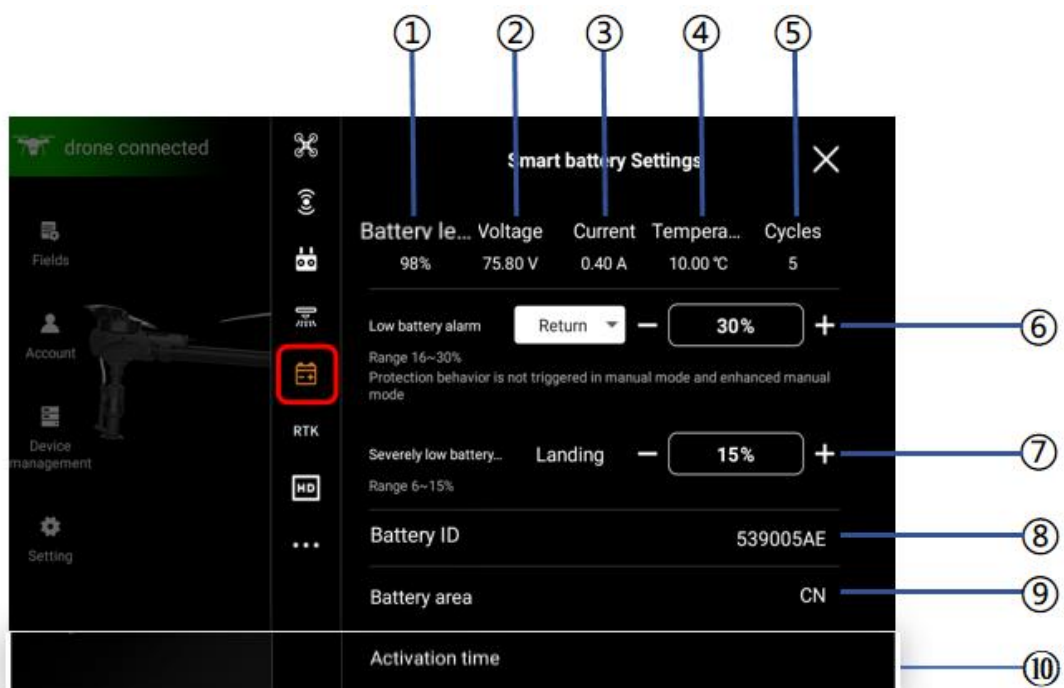 ① ② ③ ④ ⑤
drone connected
Smart battery Settings
Battery le... Voltage Current Tempera... Cycles
98% 75.80 V 0.40 A 10.00 ℃ 5
Fields
Low battery alarm Return 30% ⑥
Range 16~30%
Protection behavior is not triggered in manual mode and enhanced manual
mode
Account
RTK
Severely low battery... Landing 15% ⑦
Range 6~15%
Device
management
HD
Battery ID 539005AE ⑧
Setting
Battery area CN ⑨
Activation time ⑩